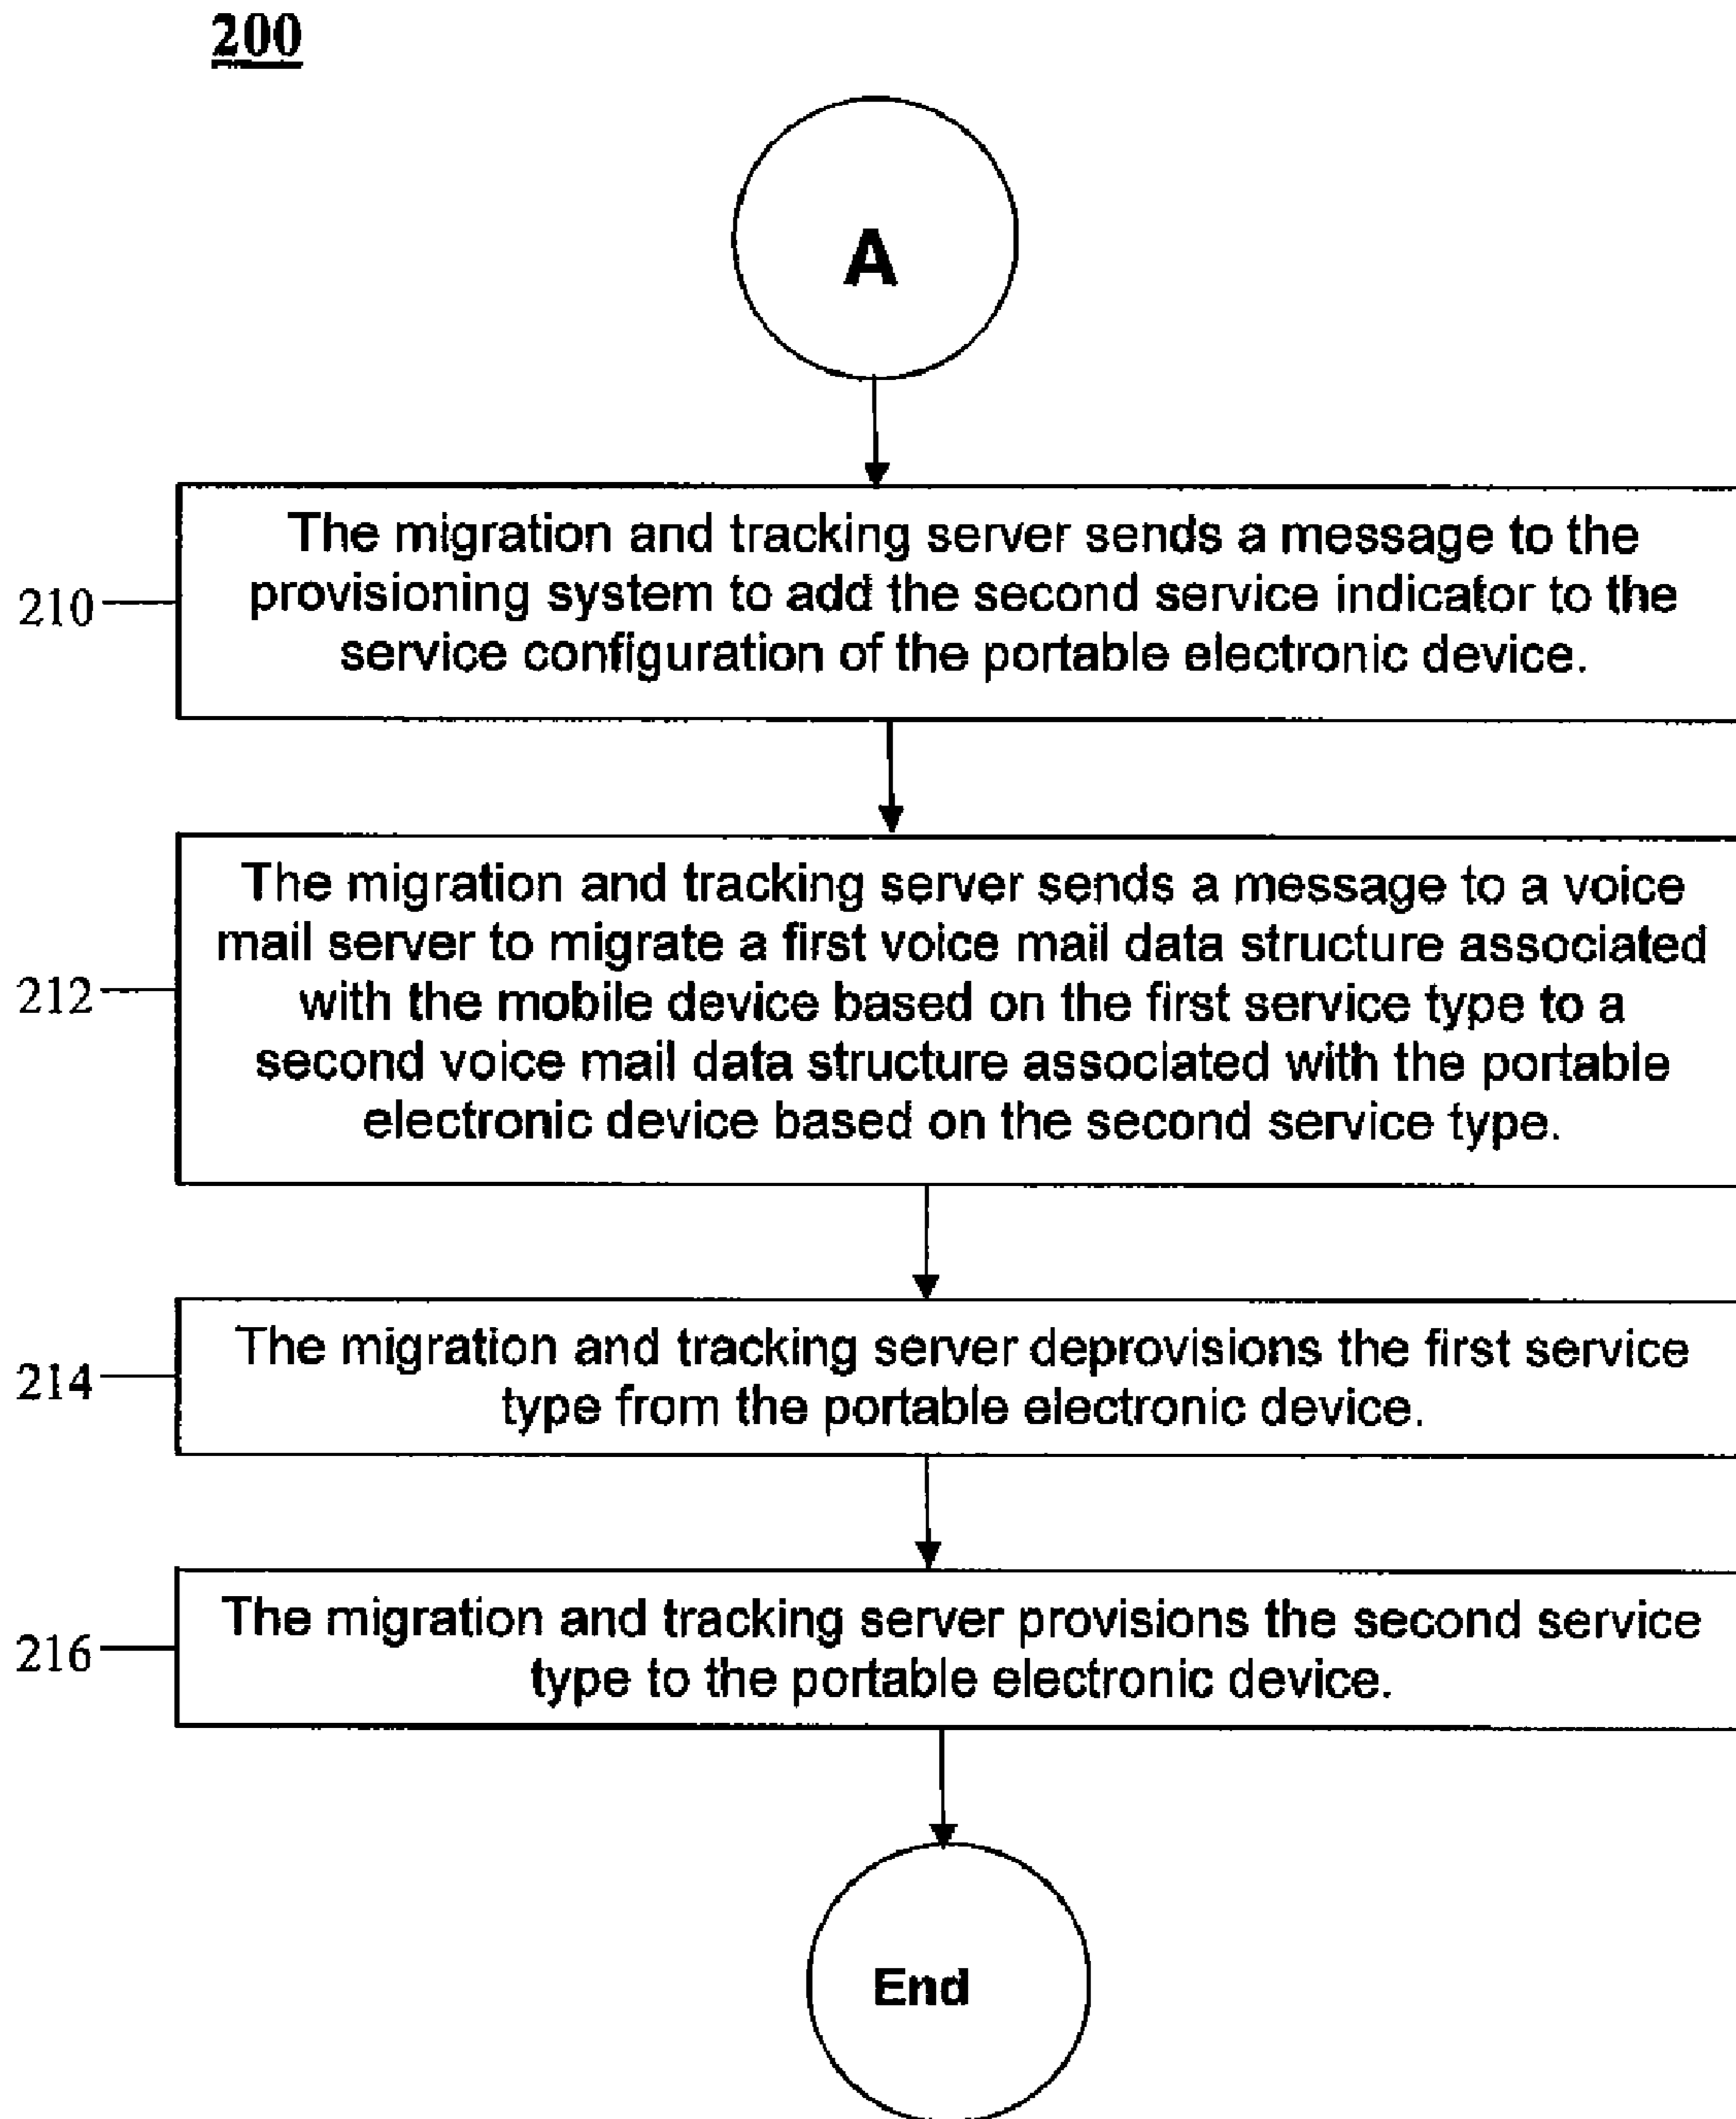 200
A
The migration and tracking server sends a message to the
provisioning system to add the second service indicator to the
service configuration of the portable electronic device.
210
The migration and tracking server sends a message to a voice
mail server to migrate a first voice mail data structure associated
with the mobile device based on the first service type to a
second voice mail data structure associated with the portable
electronic device based on the second service type.
212
The migration and tracking server deprovisions the first service
type from the portable electronic device.
214
The migration and tracking server provisions the second service
type to the portable electronic device.
216
End